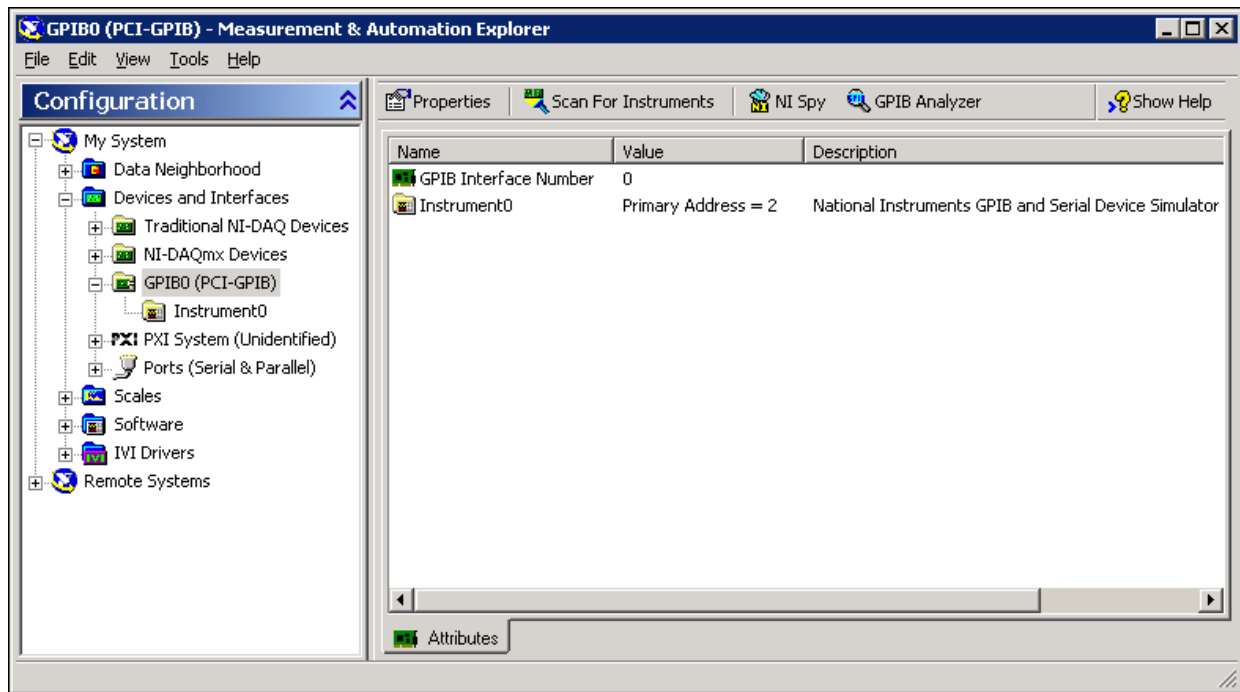 GPIB0 (PCI-GPIB) - Measurement & Automation Explorer
File Edit View Tools Help
Configuration
Properties Scan For Instruments NI Spy GPIB Analyzer Show Help
My System
Data Neighborhood
Devices and Interfaces
Traditional NI-DAQ Devices
NI-DAQmx Devices
GPIB0 (PCI-GPIB)
Instrument0
PXI PXI System (Unidentified)
Ports (Serial & Parallel)
Scales
Software
IVI Drivers
Remote Systems
Name Value Description
GPIB Interface Number 0
Instrument0 Primary Address = 2 National Instruments GPIB and Serial Device Simulator
Attributes